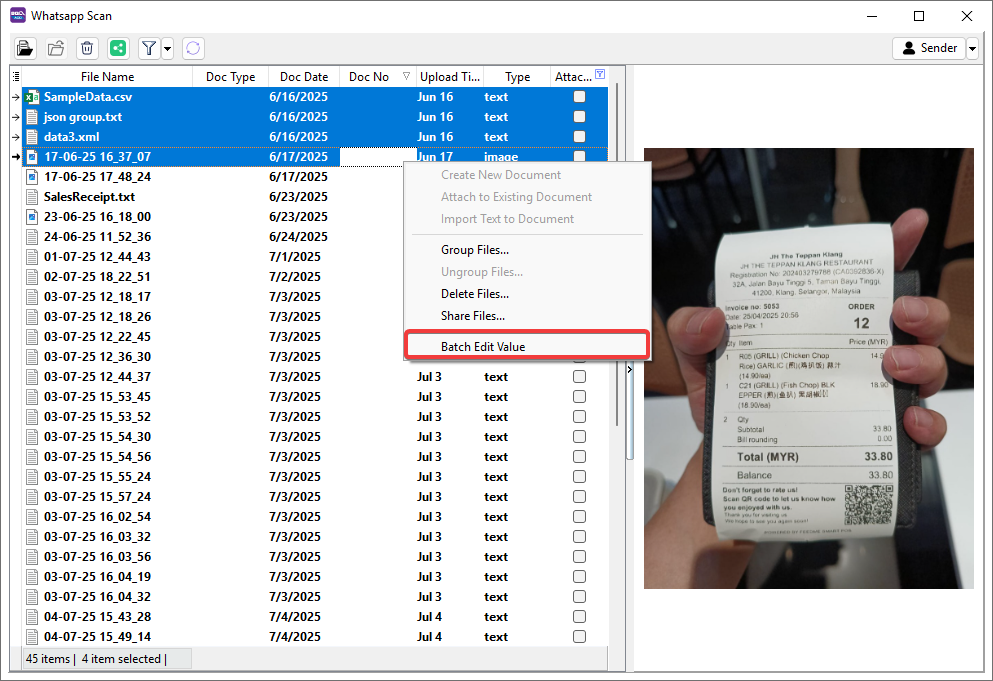 Whatsapp Scan
Sender
File Name Doc Type Doc Date Doc No Upload Ti... Type Attac...
SampleData.csv 6/16/2025 Jun 16 text
json group.txt 6/16/2025 Jun 16 text
data3.xml 6/16/2025 Jun 16 text
17-06-25 16_37_07 6/17/2025 Jun 17 image
17-06-25 17_48_24 6/17/2025
SalesReceipt.txt 6/23/2025
23-06-25 16_18_00 6/23/2025
24-06-25 11_52_36 6/24/2025
01-07-25 12_44_43 7/1/2025
02-07-25 18_22_51 7/2/2025
03-07-25 12_18_17 7/3/2025
03-07-25 12_18_26 7/3/2025
03-07-25 12_22_45 7/3/2025
03-07-25 12_36_30 7/3/2025
03-07-25 12_44_37 7/3/2025 Jul 3 text
03-07-25 15_53_45 7/3/2025 Jul 3 text
03-07-25 15_53_52 7/3/2025 Jul 3 text
03-07-25 15_54_30 7/3/2025 Jul 3 text
03-07-25 15_54_56 7/3/2025 Jul 3 text
03-07-25 15_55_24 7/3/2025 Jul 3 text
03-07-25 15_57_24 7/3/2025 Jul 3 text
03-07-25 16_02_54 7/3/2025 Jul 3 text
03-07-25 16_03_32 7/3/2025 Jul 3 text
03-07-25 16_03_56 7/3/2025 Jul 3 text
03-07-25 16_04_19 7/3/2025 Jul 3 text
03-07-25 16_04_32 7/3/2025 Jul 3 text
04-07-25 15_43_28 7/4/2025 Jul 4 text
04-07-25 15_49_14 7/4/2025 Jul 4 text
45 items | 4 item selected |
Create New Document
Attach to Existing Document
Import Text to Document
Group Files...
Ungroup Files...
Delete Files...
Share Files...
Batch Edit Value
JH The Teppan Klang
JH THE TEPPAN KLANG RESTAURANT
Registration No: 202403279788 (CA0392836-X)
32A, Jalan Bayu Tinggi 5, Taman Bayu Tinggi,
41200, Klang, Selangor, Malaysia
Invoice no: 5053
Date: 25/04/2025 20:56
Table Pax: 1
ORDER
12
Qty Item Price (MYR)
1 R05 (GRILL) (Chicken Chop 14.9
Rice) GARLIC
(14.90/ea)
1 C21 (GRILL) (Fish Chop) BLK 18.90
EPPER
(18.90/ea)
2 Qty
Subtotal 33.80
Bill rounding 0.00
Total (MYR) 33.80
Balance 33.80
Don't forget to rate us!
Scan QR code to let us know how
you enjoyed with us.
Thank you for visiting us
We hope to see you again soon!